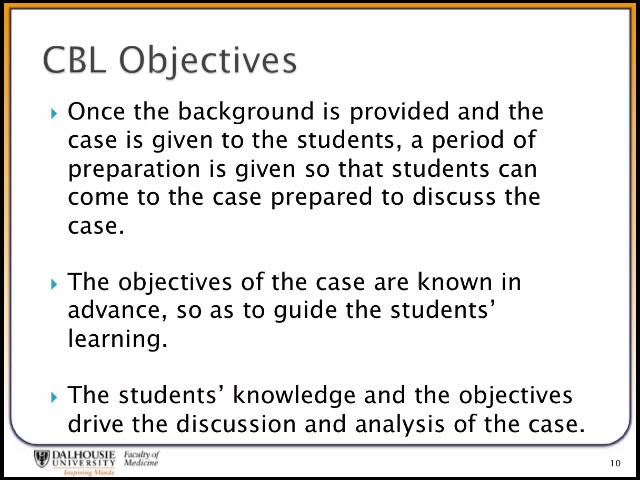 CBL Objectives
Once the background is provided and the
case is given to the students, a period of
preparation is given so that students can
come to the case prepared to discuss the
case.
The objectives of the case are known in
advance, so as to guide the students’
learning.
The students’ knowledge and the objectives
drive the discussion and analysis of the case.
DALHOUSIE
UNIVERSITY
Inspiring Minds
Faculty of
Medicine
10